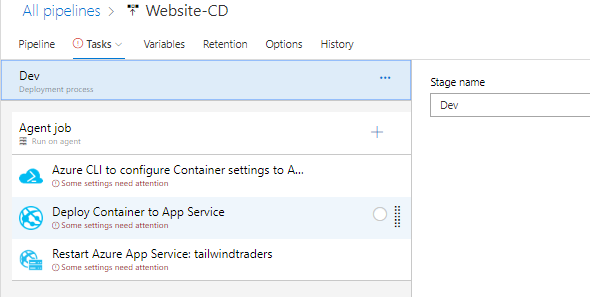 All pipelines > Website-CD
Pipeline Tasks Variables Retention Options History
Dev
Deployment process
Stage name
Dev
Agent job
Run on agent
Azure CLI to configure Container settings to A...
Some settings need attention
Deploy Container to App Service
Some settings need attention
Restart Azure App Service: tailwindtraders
Some settings need attention